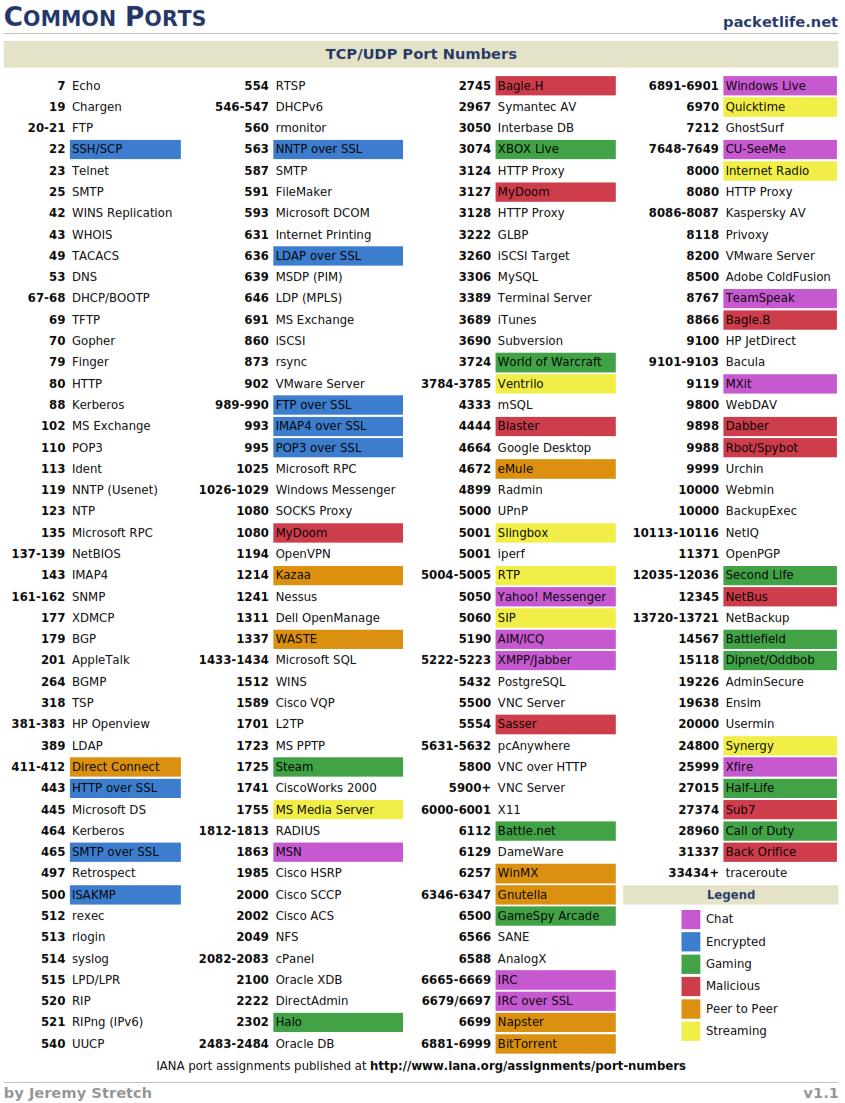 COMMON PORTS
packetlife.net
TCP/UDP Port Numbers
7 Echo
19 Chargen
20-21 FTP
22 SSH/SCP
23 Telnet
25 SMTP
42 WINS Replication
43 WHOIS
49 TACACS
53 DNS
67-68 DHCP/BOOTP
69 TFTP
70 Gopher
79 Finger
80 HTTP
88 Kerberos
102 MS Exchange
110 POP3
113 Ident
119 NNTP (Usenet)
123 NTP
135 Microsoft RPC
137-139 NetBIOS
143 IMAP4
161-162 SNMP
177 XDMCP
179 BGP
201 AppleTalk
264 BGMP
318 TSP
381-383 HP Openview
389 LDAP
411-412 Direct Connect
443 HTTP over SSL
445 Microsoft DS
464 Kerberos
465 SMTP over SSL
497 Retrospect
500 ISAKMP
512 rexec
513 rlogin
514 syslog
515 LPD/LPR
520 RIP
521 RIPng (IPv6)
540 UUCP
554 RTSP
546-547 DHCPv6
560 rmonitor
563 NNTP over SSL
587 SMTP
591 FileMaker
593 Microsoft DCOM
631 Internet Printing
636 LDAP over SSL
639 MSDP (PIM)
646 LDP (MPLS)
691 MS Exchange
860 iSCSI
873 rsync
902 VMware Server
989-990 FTP over SSL
993 IMAP4 over SSL
995 POP3 over SSL
1025 Microsoft RPC
1026-1029 Windows Messenger
1080 SOCKS Proxy
1080 MyDoom
1194 OpenVPN
1214 Kazaa
1241 Nessus
1311 Dell OpenManage
1337 WASTE
1433-1434 Microsoft SQL
1512 WINS
1589 Cisco VQP
1701 L2TP
1723 MS PPTP
1725 Steam
1741 CiscoWorks 2000
1755 MS Media Server
1812-1813 RADIUS
1863 MSN
1985 Cisco HSRP
2000 Cisco SCCP
2002 Cisco ACS
2049 NFS
2082-2083 cPanel
2100 Oracle XDB
2222 DirectAdmin
2302 Halo
2483-2484 Oracle DB
2745 Bagle.H
2967 Symantec AV
3050 Interbase DB
3074 XBOX Live
3124 HTTP Proxy
3127 MyDoom
3128 HTTP Proxy
3222 GLBP
3260 iSCSI Target
3306 MySQL
3389 Terminal Server
3689 iTunes
3690 Subversion
3724 World of Warcraft
3784-3785 Ventrilo
4333 mSQL
4444 Blaster
4664 Google Desktop
4672 eMule
4899 Radmin
5000 UPnP
5001 Slingbox
5001 iperf
5004-5005 RTP
5050 Yahoo! Messenger
5060 SIP
5190 AIM/ICQ
5222-5223 XMPP/Jabber
5432 PostgreSQL
5500 VNC Server
5554 Sasser
5631-5632 pcAnywhere
5800 VNC over HTTP
5900+ VNC Server
6000-6001 X11
6112 Battle.net
6129 DameWare
6257 WinMX
6346-6347 Gnutella
6500 GameSpy Arcade
6566 SANE
6588 AnalogX
6665-6669 IRC
6679/6697 IRC over SSL
6699 Napster
6881-6999 BitTorrent
6891-6901 Windows Live
6970 Quicktime
7212 GhostSurf
7648-7649 CU-SeeMe
8000 Internet Radio
8080 HTTP Proxy
8086-8087 Kaspersky AV
8118 Privoxy
8200 VMware Server
8500 Adobe ColdFusion
8767 TeamSpeak
8866 Bagle.B
9100 HP JetDirect
9101-9103 Bacula
9119 MXit
9800 WebDAV
9898 Dabber
9988 Rbot/Spybot
9999 Urchin
10000 Webmin
10000 BackupExec
10113-10116 NetIQ
11371 OpenPGP
12035-12036 Second Life
12345 NetBus
13720-13721 NetBackup
14567 Battlefield
15118 Dipnet/Oddbob
19226 AdminSecure
19638 Ensim
20000 Usermin
24800 Synergy
25999 Xfire
27015 Half-Life
27374 Sub7
28960 Call of Duty
31337 Back Orifice
33434+ traceroute
Legend
Chat
Encrypted
Gaming
Malicious
Peer to Peer
Streaming
IANA port assignments published at http://www.iana.org/assignments/port-numbers
by Jeremy Stretch
v1.1